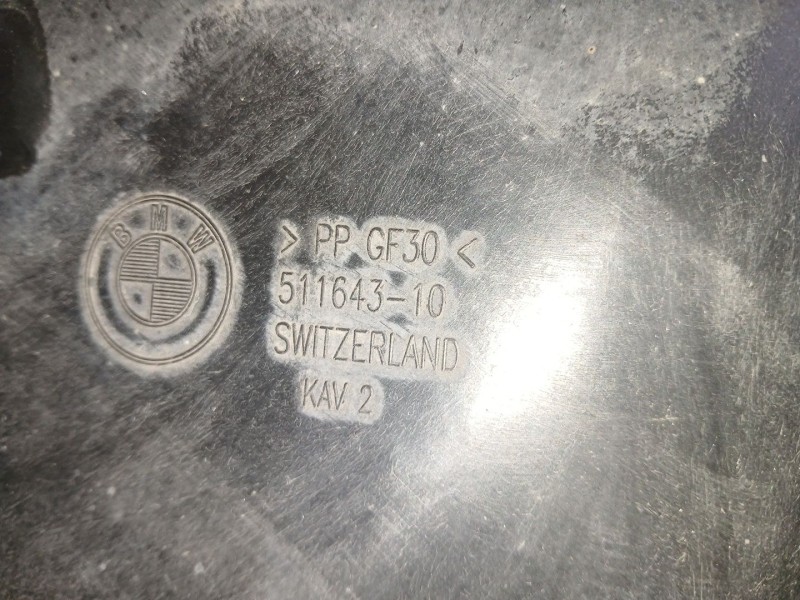 BMW
> PP GF30 <
511643-10
SWITZERLAND
KAV 2